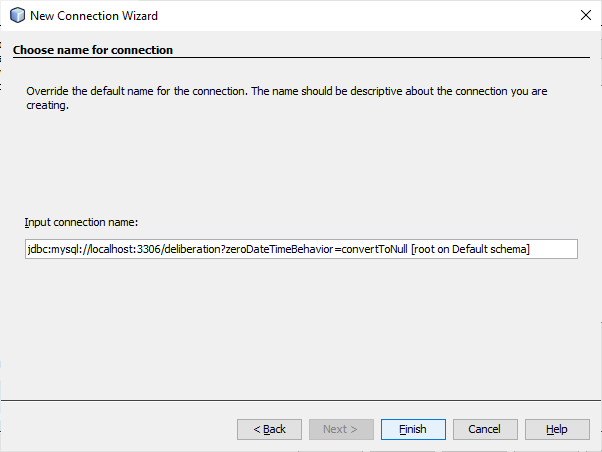 New Connection Wizard
Choose name for connection
Override the default name for the connection. The name should be descriptive about the connection you are
creating.
Input connection name:
jdbc:mysql://localhost:3306/deliberation?zeroDateTimeBehavior=convertToNull [root on Default schema]
< Back Next > Finish Cancel Help